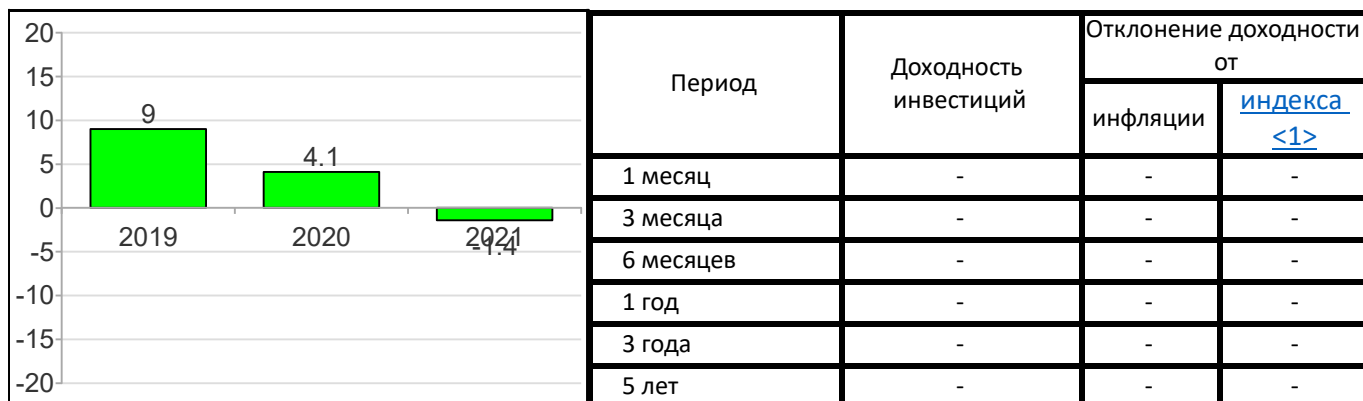 20
15
10
5
0
-5
-10
-15
-20
9
4.1
-1.4
2019
2020
2021
Период
Доходность
инвестиций
Отклонение доходности
от
инфляции
индекса
<1>
1 месяц - - -
3 месяца - - -
6 месяцев - - -
1 год - - -
3 года - - -
5 лет - - -